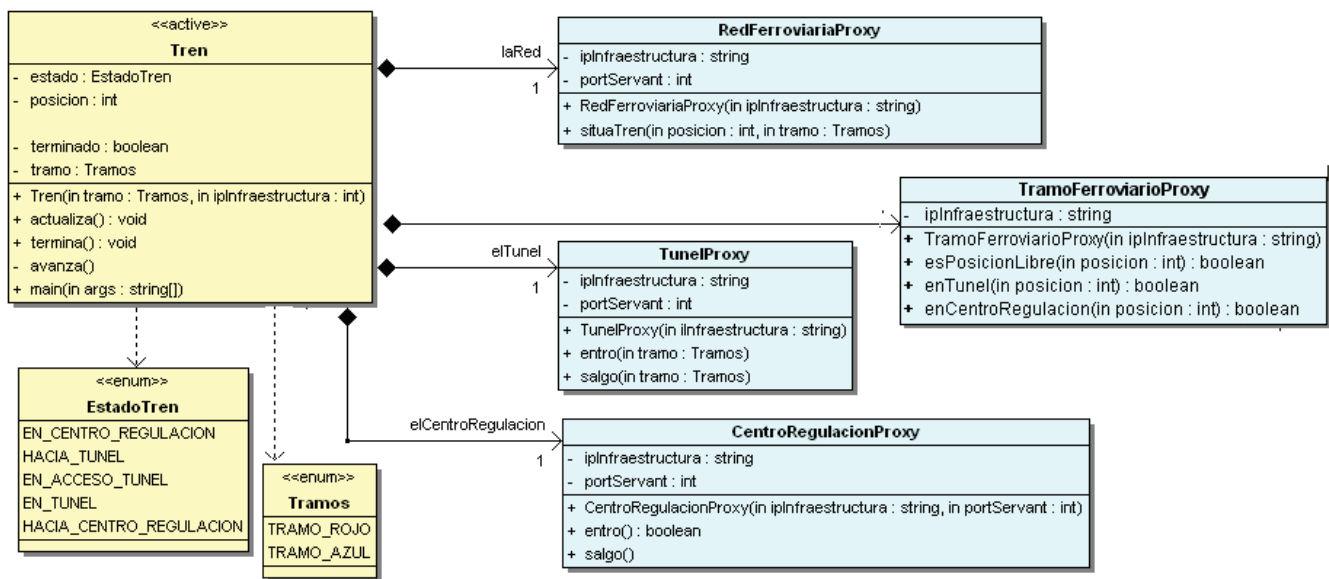 <<active>>
Tren
- estado : EstadoTren
- posicion : int
- terminado : boolean
- tramo : Tramos
+ Tren(in tramo : Tramos, in ipInfraestructura : int)
+ actualiza() : void
+ termina() : void
- avanza()
+ main(in args : string[])
laRed
1
RedFerroviariaProxy
- ipInfraestructura : string
- portServant : int
+ RedFerroviariaProxy(in ipInfraestructura : string)
+ situaTren(in posicion : int, in tramo : Tramos)
TramoFerroviarioProxy
- ipInfraestructura : string
+ TramoFerroviarioProxy(in ipInfraestructura : string)
+ esPosicionLibre(in posicion : int) : boolean
+ enTunel(in posicion : int) : boolean
+ enCentroRegulacion(in posicion : int) : boolean
elTunel
1
TunelProxy
- ipInfraestructura : string
- portServant : int
+ TunelProxy(in iInfraestructura : string)
+ entro(in tramo : Tramos)
+ salgo(in tramo : Tramos)
<<enum>>
EstadoTren
EN_CENTRO_REGULACION
HACIA_TUNEL
EN_ACCESO_TUNEL
EN_TUNEL
HACIA_CENTRO_REGULACION
<<enum>>
Tramos
TRAMO_ROJO
TRAMO_AZUL
elCentroRegulacion
1
CentroRegulacionProxy
- ipInfraestructura : string
- portServant : int
+ CentroRegulacionProxy(in ipInfraestructura : string, in portServant : int)
+ entro() : boolean
+ salgo()